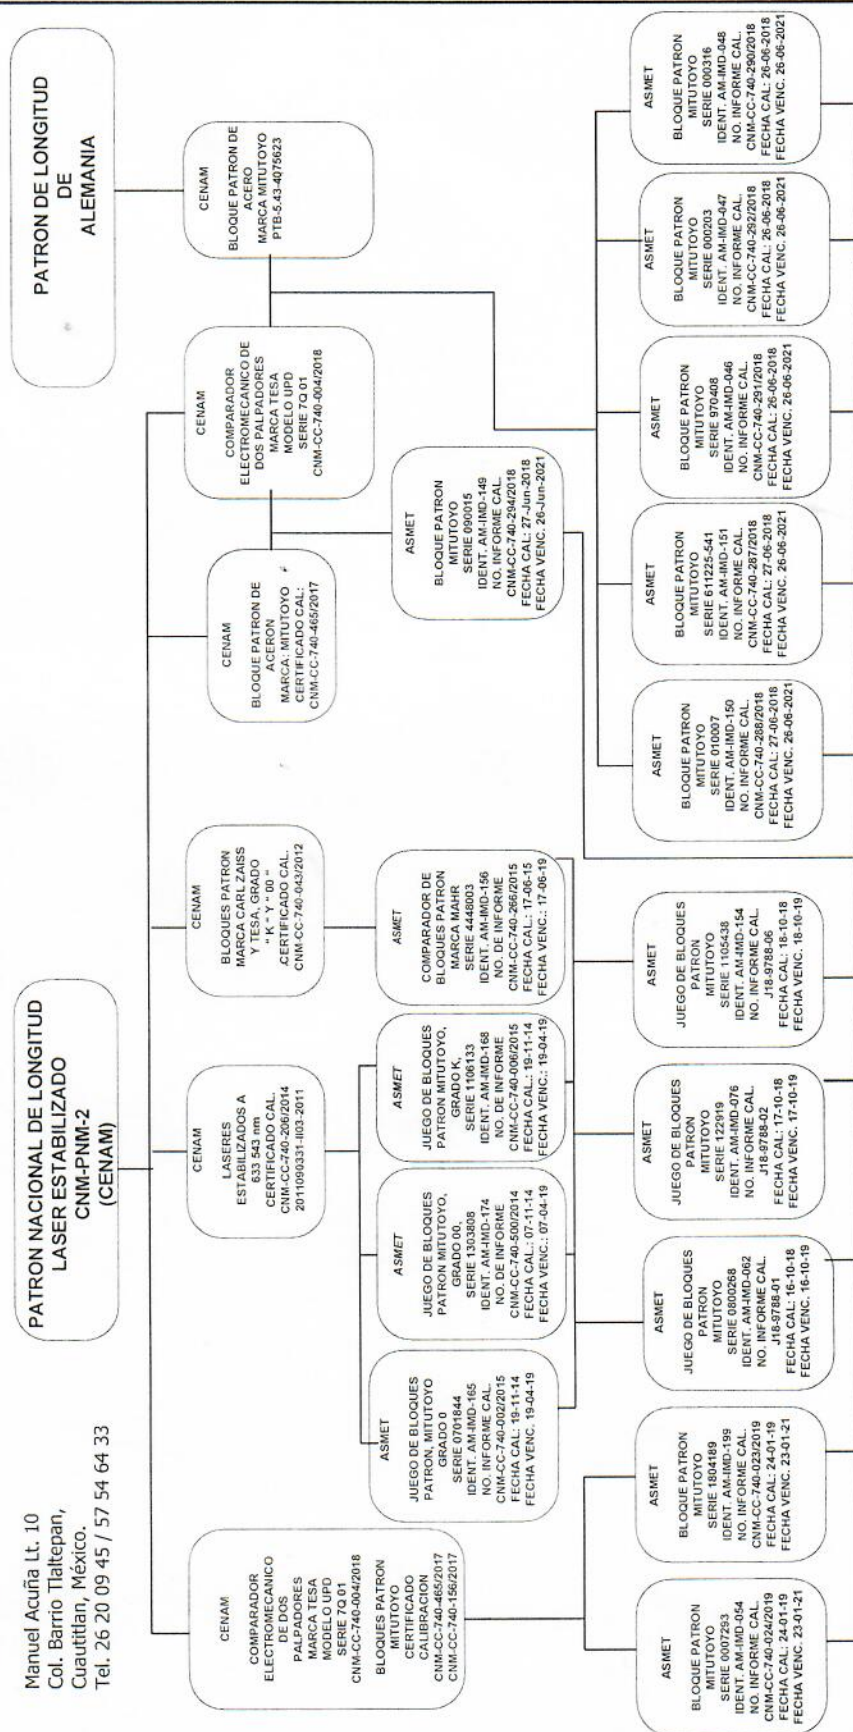 Manuel Acuña Lt. 10
Col. Barrio Tlaltepan,
Cuautitlan, México.
Tel. 26 20 09 45 / 57 54 64 33
PATRON NACIONAL DE LONGITUD
LASER ESTABILIZADO
CNM-PNM-2
(CENAM)
PATRON DE LONGITUD
DE
ALEMANIA
CENAM
COMPARADOR
ELECTROMECANICO
DE DOS
PALPADORES
MARCA TESA
MODELO UPD
SERIE 7Q 01
CNM-CC-740-004/2018
BLOQUES PATRON
MITUTOYO
CERTIFICADO
CALIBRACION
CNM-CC-740-465/2017
CNM-CC-740-156/2017
CENAM
LASERES
ESTABILIZADOS A
633 543 nm
CERTIFICADO CAL.
CNM-CC-740-206/2014
2011090331-II03-2011
CENAM
BLOQUES PATRON
MARCA CARL ZAISS
Y TESA, GRADO
" K " Y " 00 "
CERTIFICADO CAL.
CNM-CC-740-043/2012
CENAM
BLOQUE PATRON DE
ACERON
MARCA: MITUTOYO
CERTIFICADO CAL:
CNM-CC-740-465/2017
CENAM
COMPARADOR
ELECTROMECANICO DE
DOS PALPADORES
MARCA TESA
MODELO UPD
SERIE 7Q 01
CNM-CC-740-004/2018
CENAM
BLOQUE PATRON DE
ACERO
MARCA MITUTOYO
PTB-5.43-4075623
ASMET
JUEGO DE BLOQUES
PATRON, MITUTOYO
GRADO 0
SERIE 0701844
IDENT. AM-IMD-165
NO. INFORME CAL.
CNM-CC-740-002/2015
FECHA CAL: 19-11-14
FECHA VENC. 19-04-19
ASMET
JUEGO DE BLOQUES
PATRON MITUTOYO,
GRADO 00,
SERIE 1303808
IDENT. AM-IMD-174
NO. DE INFORME
CNM-CC-740-500/2014
FECHA CAL.: 07-11-14
FECHA VENC.: 07-04-19
ASMET
JUEGO DE BLOQUES
PATRON MITUTOYO,
GRADO K,
SERIE 1106133
IDENT. AM-IMD-168
NO. DE INFORME
CNM-CC-740-006/2015
FECHA CAL.: 19-11-14
FECHA VENC.: 19-04-19
ASMET
COMPARADOR DE
BLOQUES PATRON
MARCA MAHR
SERIE 4448003
IDENT. AM-IMD-156
NO. DE INFORME
CNM-CC-740-266/2015
FECHA CAL.: 17-06-15
FECHA VENC.: 17-06-19
ASMET
BLOQUE PATRON
MITUTOYO
SERIE 090015
IDENT. AM-IMD-149
NO. INFORME CAL.
CNM-CC-740-294/2018
FECHA CAL: 27-Jun-2018
FECHA VENC. 26-Jun-2021
ASMET
BLOQUE PATRON
MITUTOYO
SERIE 0007293
IDENT. AM-IMD-054
NO. INFORME CAL.
CNM-CC-740-024/2019
FECHA CAL: 24-01-19
FECHA VENC. 23-01-21
ASMET
BLOQUE PATRON
MITUTOYO
SERIE 1804189
IDENT. AM-IMD-199
NO. INFORME CAL.
CNM-CC-740-023/2019
FECHA CAL: 24-01-19
FECHA VENC. 23-01-21
ASMET
JUEGO DE BLOQUES
PATRON
MITUTOYO
SERIE 0800268
IDENT. AM-IMD-062
NO. INFORME CAL.
J18-9788-01
FECHA CAL: 16-10-18
FECHA VENC. 16-10-19
ASMET
JUEGO DE BLOQUES
PATRON
MITUTOYO
SERIE 122919
IDENT. AM-IMD-076
NO. INFORME CAL.
J18-9788-02
FECHA CAL: 17-10-18
FECHA VENC. 17-10-19
ASMET
JUEGO DE BLOQUES
PATRON
MITUTOYO
SERIE 1105438
IDENT. AM-IMD-154
NO. INFORME CAL.
J18-9788-06
FECHA CAL: 18-10-18
FECHA VENC. 18-10-19
ASMET
BLOQUE PATRON
MITUTOYO
SERIE 010007
IDENT. AM-IMD-150
NO. INFORME CAL.
CNM-CC-740-288/2018
FECHA CAL: 27-06-2018
FECHA VENC. 26-06-2021
ASMET
BLOQUE PATRON
MITUTOYO
SERIE 611225-541
IDENT. AM-IMD-151
NO. INFORME CAL.
CNM-CC-740-287/2018
FECHA CAL: 27-06-2018
FECHA VENC. 26-06-2021
ASMET
BLOQUE PATRON
MITUTOYO
SERIE 970408
IDENT. AM-IMD-046
NO. INFORME CAL.
CNM-CC-740-291/2018
FECHA CAL: 26-06-2018
FECHA VENC. 26-06-2021
ASMET
BLOQUE PATRON
MITUTOYO
SERIE 000203
IDENT. AM-IMD-047
NO. INFORME CAL.
CNM-CC-740-292/2018
FECHA CAL: 26-06-2018
FECHA VENC. 26-06-2021
ASMET
BLOQUE PATRON
MITUTOYO
SERIE 000316
IDENT. AM-IMD-048
NO. INFORME CAL.
CNM-CC-740-290/2018
FECHA CAL: 26-06-2018
FECHA VENC. 26-06-2021